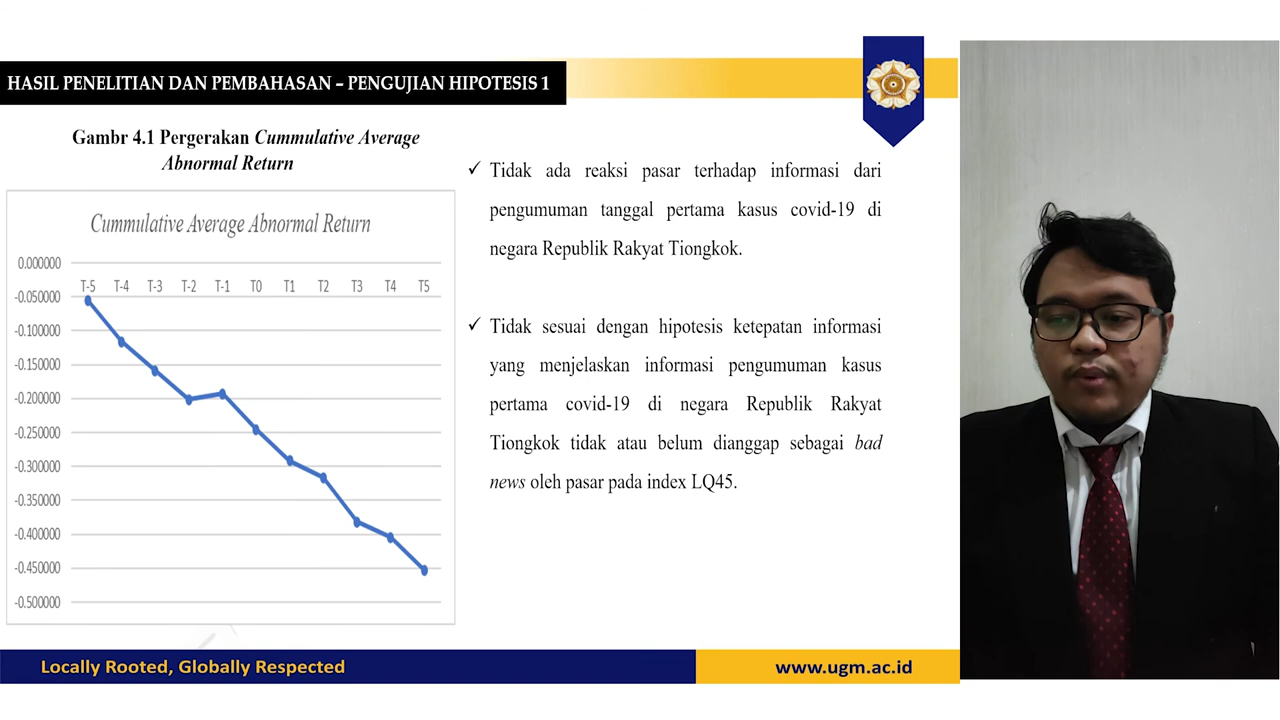 HASIL PENELITIAN DAN PEMBAHASAN – PENGUJIAN HIPOTESIS 1
Gambr 4.1 Pergerakan Cummulative Average
Abnormal Return
Cummulative Average Abnormal Return
0.000000
T-5 T-4 T-3 T-2 T-1 T0 T1 T2 T3 T4 T5
-0.050000
-0.100000
-0.150000
-0.200000
-0.250000
-0.300000
-0.350000
-0.400000
-0.450000
-0.500000
✓ Tidak ada reaksi pasar terhadap informasi dari
pengumuman tanggal pertama kasus covid-19 di
negara Republik Rakyat Tiongkok.
✓ Tidak sesuai dengan hipotesis ketepatan informasi
yang menjelaskan informasi pengumuman kasus
pertama covid-19 di negara Republik Rakyat
Tiongkok tidak atau belum dianggap sebagai bad
news oleh pasar pada index LQ45.
Locally Rooted, Globally Respected
www.ugm.ac.id